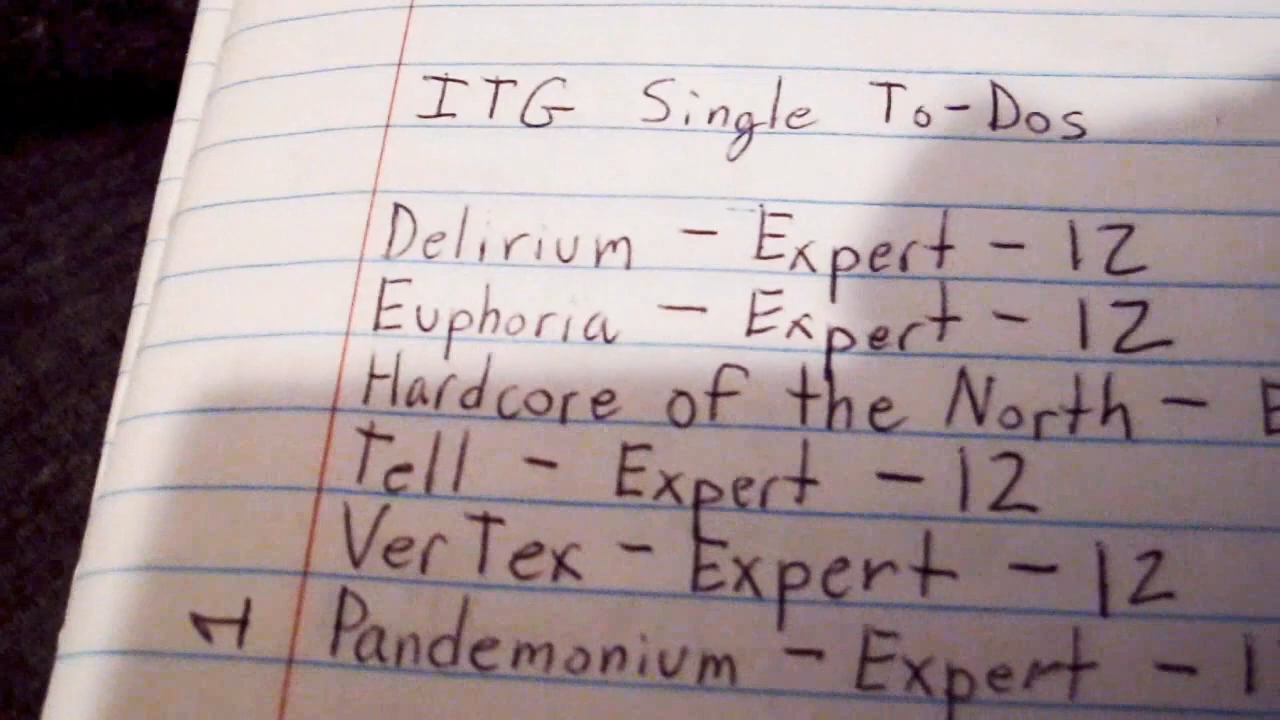 ITG Single To-Dos
Delirium - Expert - 12
Euphoria - Expert - 12
Hardcore of the North - E
Tell - Expert - 12
VerTex - Expert - 12
Pandemonium - Expert - 1